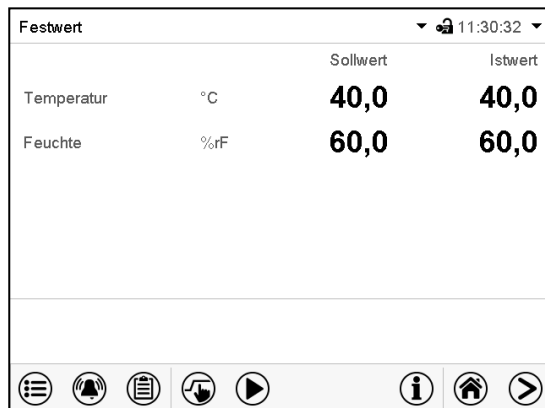 Festwert 11:30:32
Sollwert Istwert
Temperatur °C 40,0 40,0
Feuchte %rF 60,0 60,0